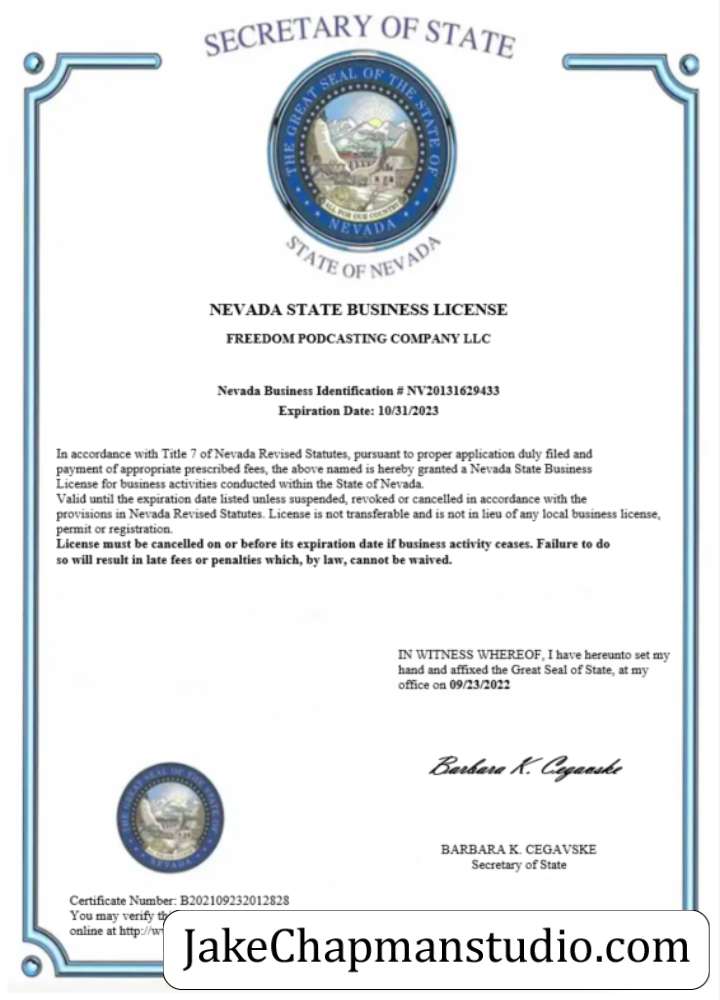 SECRETARY OF STATE
THE GREAT SEAL OF THE STATE OF
ALL FOR OUR COUNTRY
NEVADA
STATE OF NEVADA
NEVADA STATE BUSINESS LICENSE
FREEDOM PODCASTING COMPANY LLC
Nevada Business Identification # NV20131629433
Expiration Date: 10/31/2023
In accordance with Title 7 of Nevada Revised Statutes, pursuant to proper application duly filed and
payment of appropriate prescribed fees, the above named is hereby granted a Nevada State Business
License for business activities conducted within the State of Nevada.
Valid until the expiration date listed unless suspended, revoked or cancelled in accordance with the
provisions in Nevada Revised Statutes. License is not transferable and is not in lieu of any local business license,
permit or registration.
License must be cancelled on or before its expiration date if business activity ceases. Failure to do
so will result in late fees or penalties which, by law, cannot be waived.
IN WITNESS WHEREOF, I have hereunto set my
hand and affixed the Great Seal of State, at my
office on 09/23/2022
Barbara K. Cegavske
BARBARA K. CEGAVSKE
Secretary of State
THE GREAT SEAL OF THE STATE OF
NEVADA
Certificate Number: B202109232012828
You may verify
online at http://
JakeChapmanstudio.com